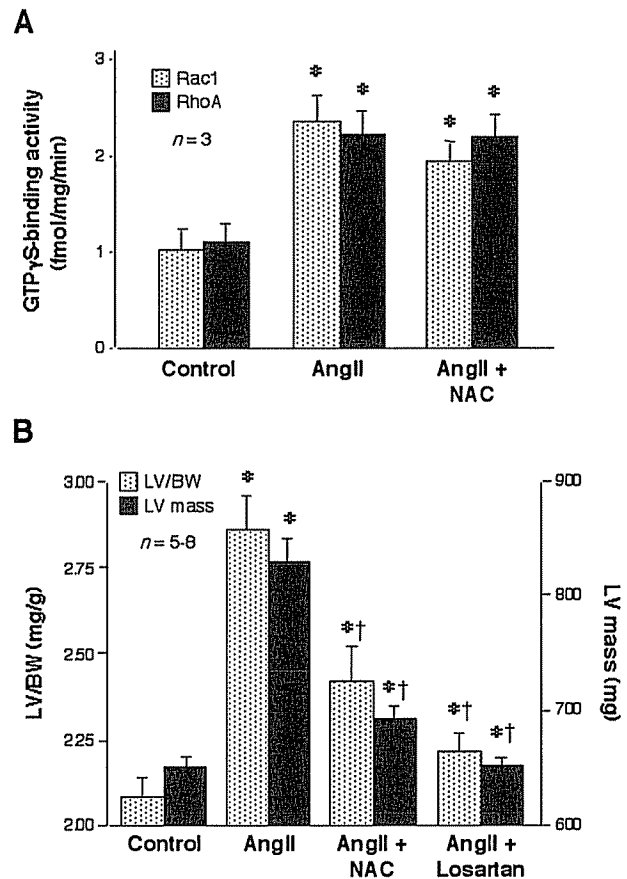 A
GTPγS-binding activity
(fmol/mg/min)
3
2
1
0
Rac1
RhoA
n=3
* *
* *
Control
AngII
AngII +
NAC
B
LV/BW (mg/g)
3.00
2.75
2.50
2.25
2.00
LV/BW
LV mass
n=5-8
* *
*† *†
*† *†
900
800
700
600
LV mass (mg)
Control
AngII
AngII +
NAC
AngII +
Losartan